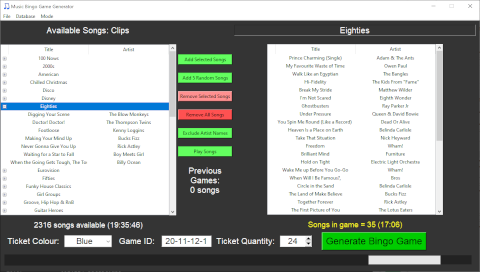 Music Bingo Game Generator
File Database Mode
Available Songs: Clips
Eighties
Title Artist
100 Nows
2000s
American
Chilled Christmas
Disco
Disney
Eighties
Digging Your Scene The Blow Monkeys
Doctor! Doctor! The Thompson Twins
Footloose Kenny Loggins
Making Your Mind Up Bucks Fizz
Never Gonna Give You Up Rick Astley
Waiting for a Star to Fall Boy Meets Girl
When the Going Gets Tough, The To Billy Ocean
Eurovision
Fifties
Funky House Classics
Girl Groups
Groove, Hip Hop & RnB
Guitar Heroes
Add Selected Songs
Add 5 Random Songs
Remove Selected Songs
Remove All Songs
Exclude Artist Names
Play Songs
Previous
Games:
0 songs
Title Artist
Prince Charming (Single) Adam & The Ants
My Favourite Waste of Time Owen Paul
Walk Like an Egyptian The Bangles
Hi-Fidelity The Kids From "Fame"
Break My Stride Matthew Wilder
I'm Not Scared Eighth Wonder
Ghostbusters Ray Parker Jr
Under Pressure Queen & David Bowie
You Spin Me Round (Like a Record) Dead Or Alive
Heaven Is a Place on Earth Belinda Carlisle
Take That Situation Nick Heyward
Freedom Wham!
Brilliant Mind Furniture
Hold on Tight Electric Light Orchestra
Wake Me Up Before You Go-Go Wham!
When Will I Be Famous?, Bros
Circle in the Sand Belinda Carlisle
The Land of Make Believe Bucks Fizz
Together Forever Rick Astley
The First Picture of You The Lotus Eaters
2316 songs available (19:35:46)
Songs in game = 35 (17:06)
Ticket Colour: Blue Game ID: 20-11-12-1 Ticket Quantity: 24 Generate Bingo Game